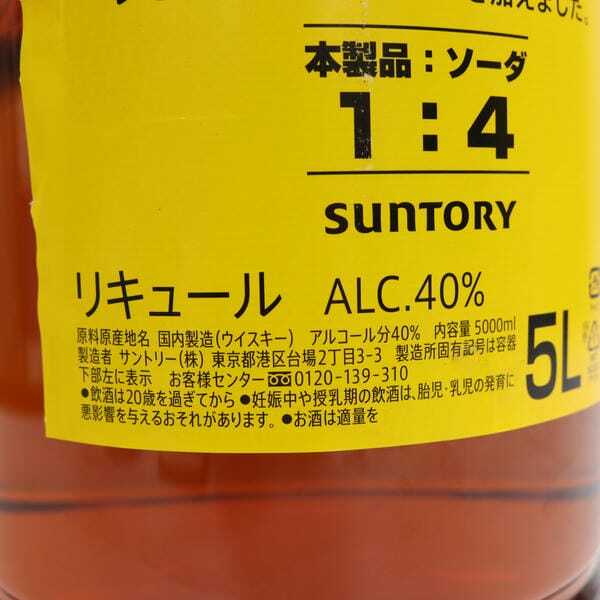 を加えました。
本製品：ソーダ
1：4
SUNTORY
リキュール ALC.40%
原料原産地名 国内製造(ウイスキー) アルコール分40% 内容量 5000ml
製造者 サントリー(株) 東京都港区台場2丁目3-3 製造所固有記号は容器
下部左に表示 お客様センター 0120-139-310
●飲酒は20歳を過ぎてから ●妊娠中や授乳期の飲酒は、胎児・乳児の発育に
悪影響を与えるおそれがあります。 ●お酒は適量を
5L